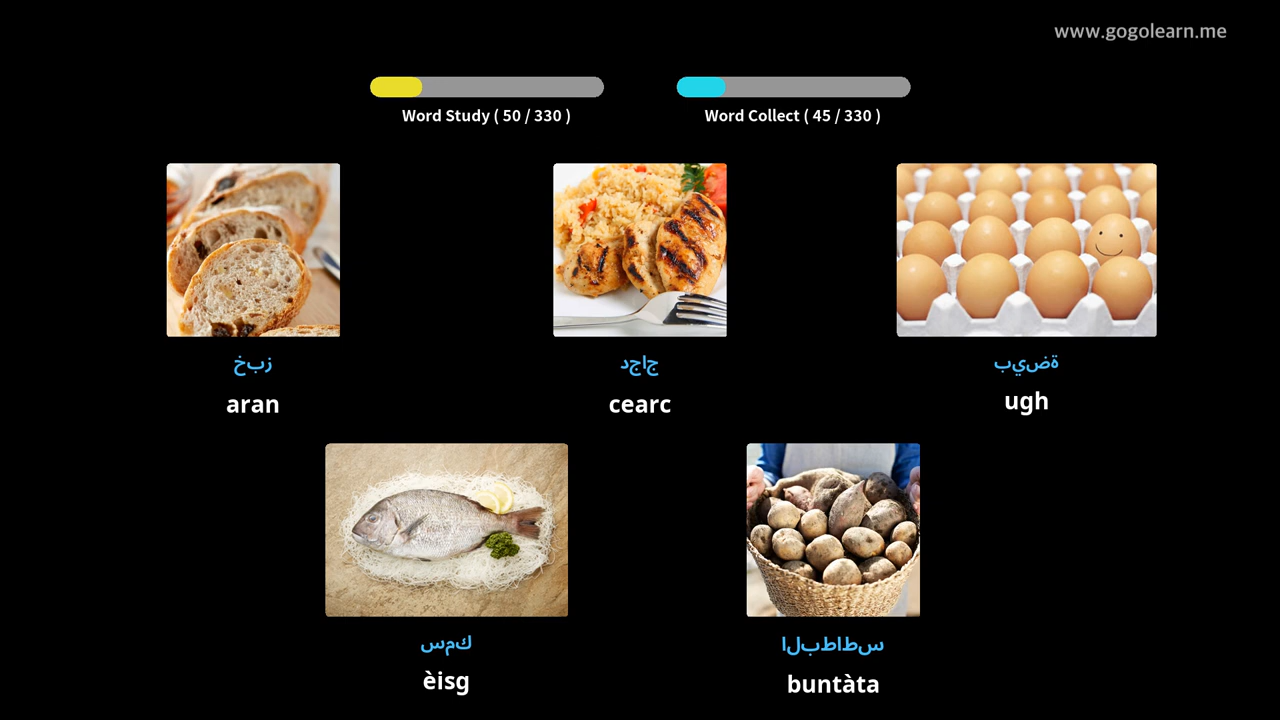 www.gogolearn.me
Word Study ( 50 / 330 )
Word Collect ( 45 / 330 )
خبز
دجاج
بيضة
aran
cearc
ugh
سمك
البطاطس
èisg
buntàta